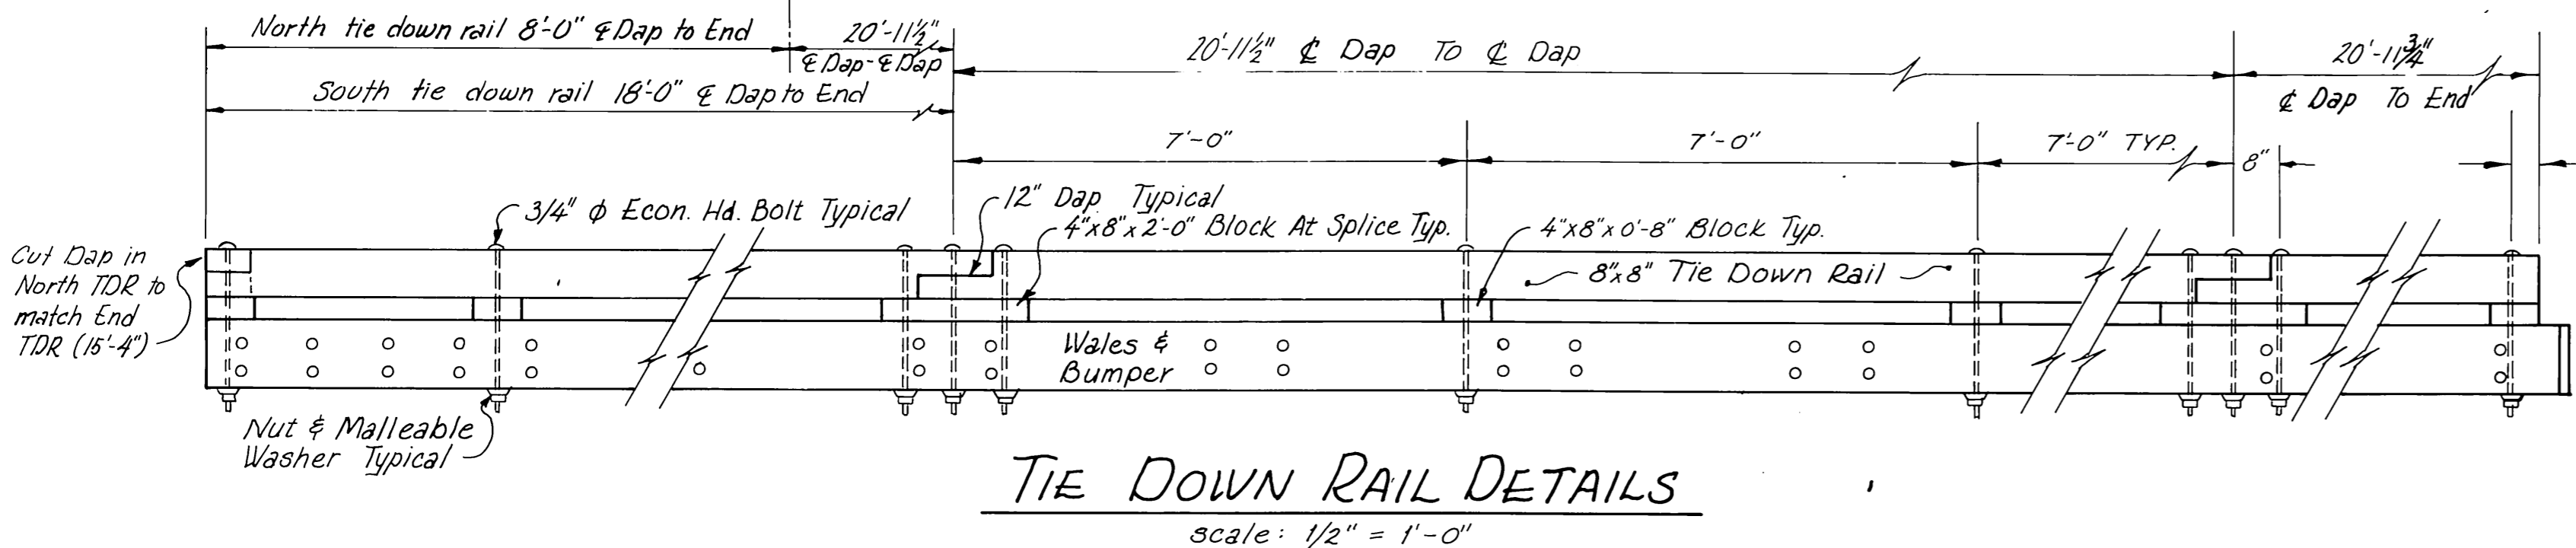 North tie down rail 8'-0" ℄ Dap to End
20'-11½"
℄ Dap-℄ Dap
South tie down rail 18'-0" ℄ Dap to End
20'-11½" ℄ Dap To ℄ Dap
20'-11¾"
℄ Dap To End
7'-0"
7'-0"
7'-0" TYP.
8"
3/4" ϕ Econ. Hd. Bolt Typical
12" Dap Typical
4"x8"x2'-0" Block At Splice Typ.
4"x8"x0'-8" Block Typ.
8"x8" Tie Down Rail
Cut Dap in
North TDR to
match End
TDR (15'-4")
Wales &
Bumper
Nut & Malleable
Washer Typical
TIE DOWN RAIL DETAILS
scale: 1/2" = 1'-0"